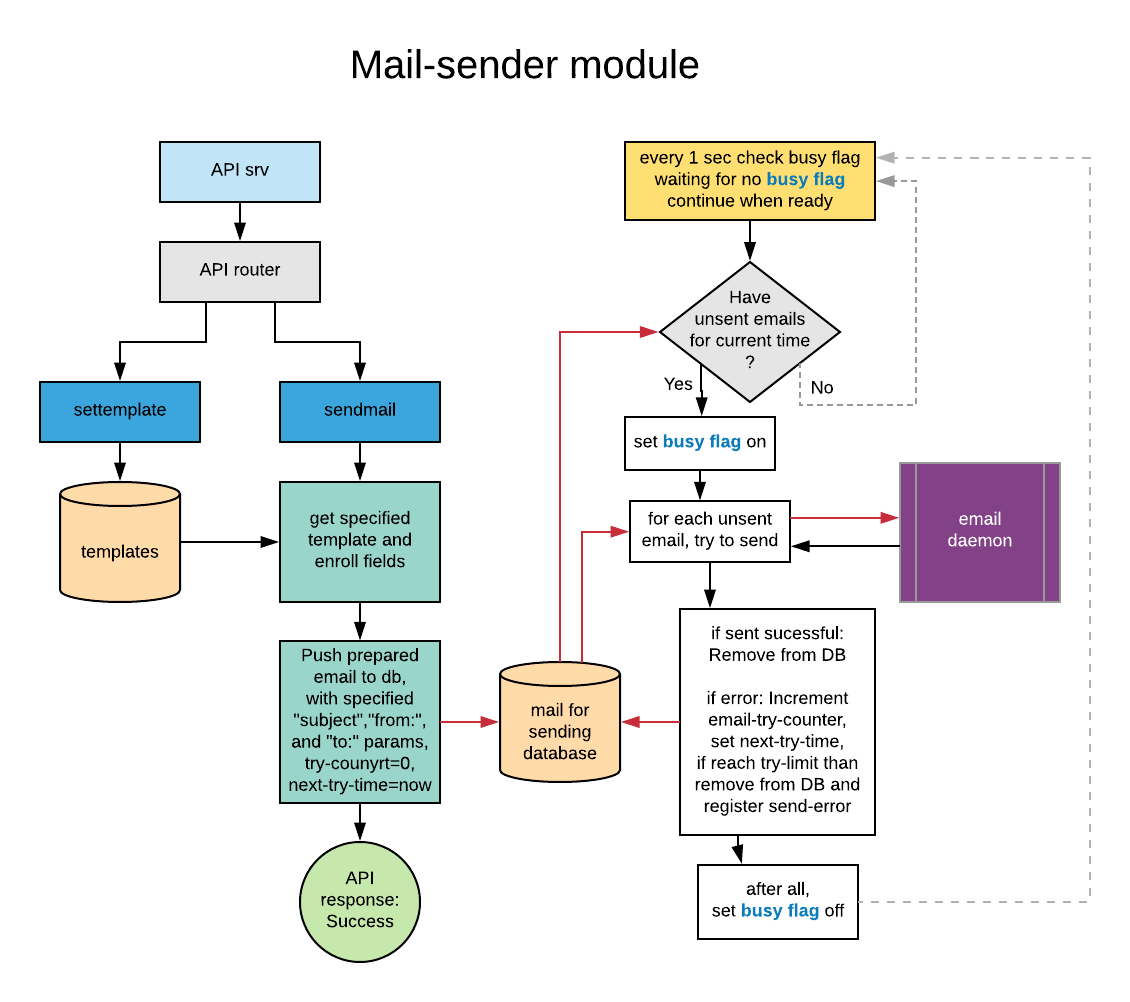 Mail-sender module
API srv
API router
settemplate
sendmail
templates
get specified
template and
enroll fields
Push prepared
email to db,
with specified
"subject","from:",
and "to:" params,
try-counyrt=0,
next-try-time=now
API
response:
Success
mail for
sending
database
every 1 sec check busy flag
waiting for no busy flag
continue when ready
Have
unsent emails
for current time
?
Yes
No
set busy flag on
for each unsent
email, try to send
email
daemon
if sent sucessful:
Remove from DB
if error: Increment
email-try-counter,
set next-try-time,
if reach try-limit than
remove from DB and
register send-error
after all,
set busy flag off